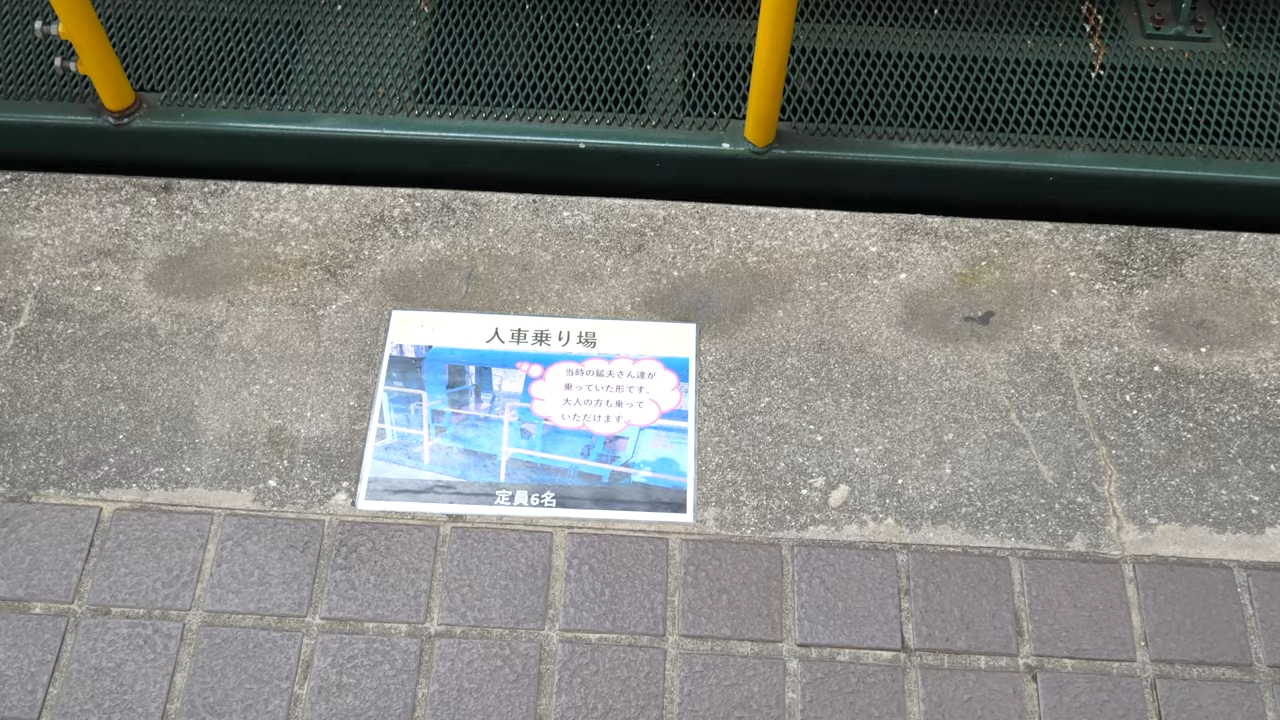 人車乗り場
当時の鉱夫さん達が
乗っていた形です。
大人の方も乗って
いただけます。
定員6名